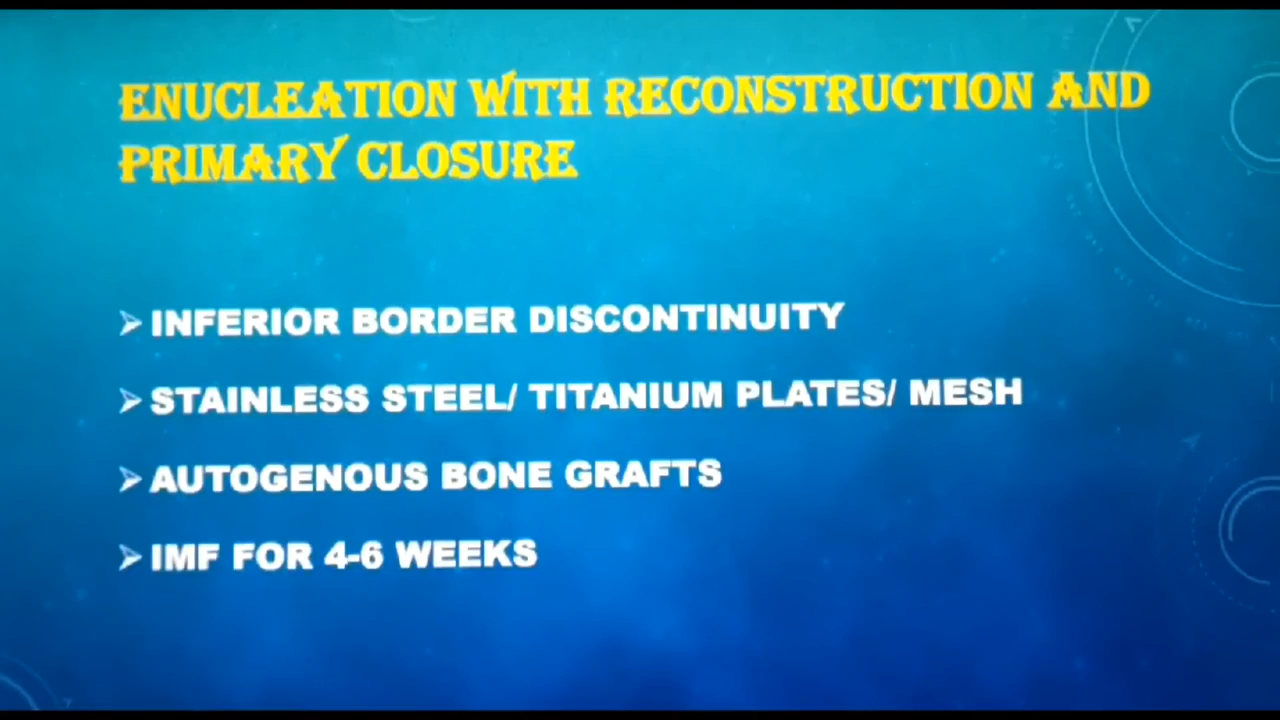 ENUCLEATION WITH RECONSTRUCTION AND
PRIMARY CLOSURE
INFERIOR BORDER DISCONTINUITY
STAINLESS STEEL/ TITANIUM PLATES/ MESH
AUTOGENOUS BONE GRAFTS
IMF FOR 4-6 WEEKS